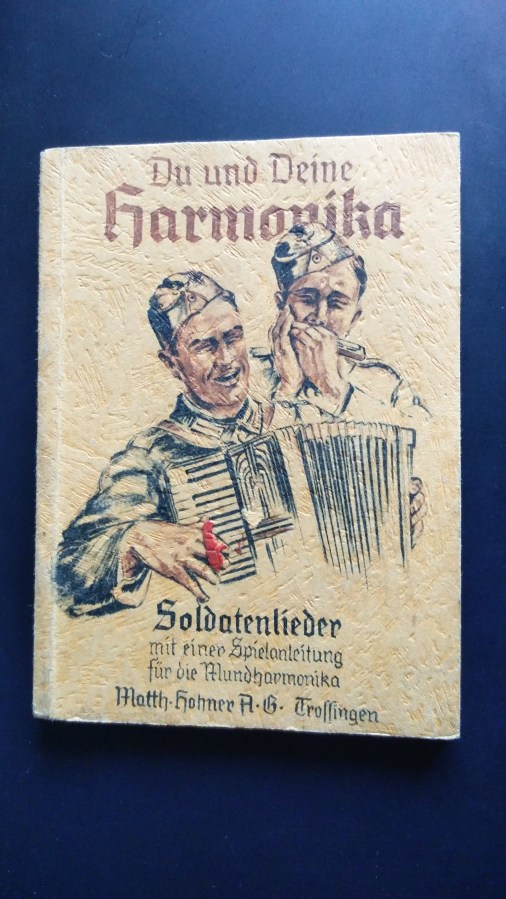 Du und Deine
Harmonika
Soldatenlieder
mit einer Spielanleitung
für die Mundharmonika
Matth. Hohner A. G. Trossingen